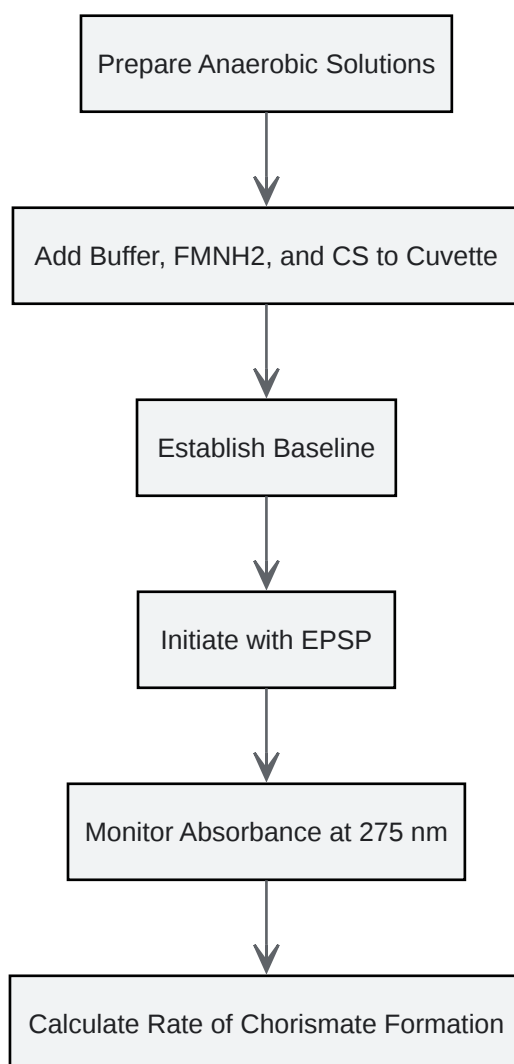 Prepare Anaerobic Solutions
Add Buffer, FMNH2, and CS to Cuvette
Establish Baseline
Initiate with EPSP
Monitor Absorbance at 275 nm
Calculate Rate of Chorismate Formation